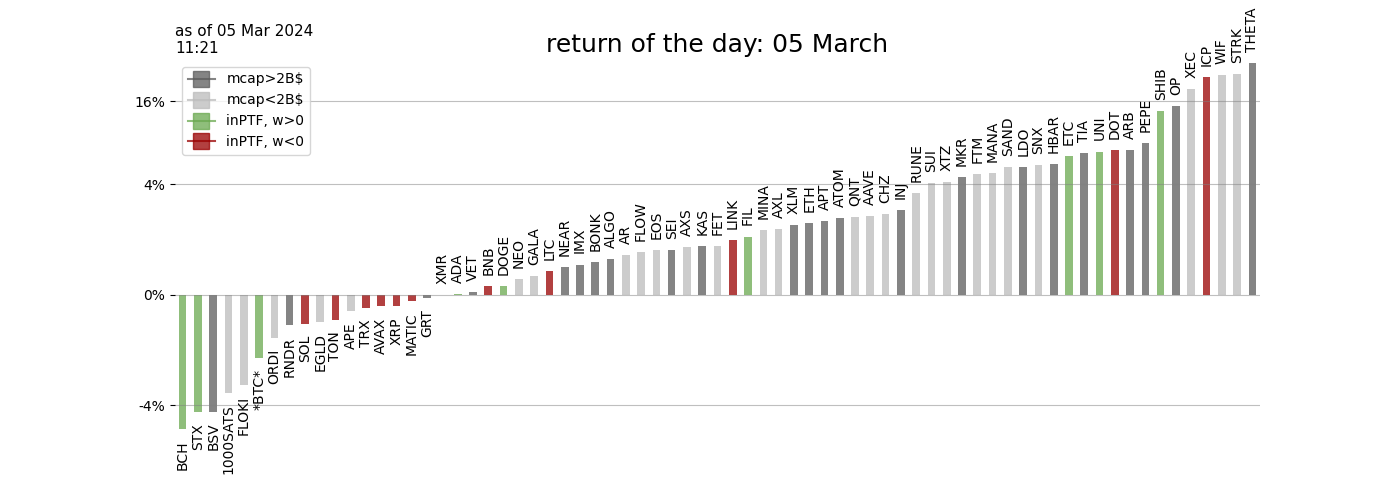 as of 05 Mar 2024
11:21
return of the day: 05 March
mcap>2B$
mcap<2B$
inPTF, w>0
inPTF, w<0
16%
4%
0%
-4%
BCH
STX
BSV
1000SATS
FLOKI
*BTC*
ORDI
RNDR
SOL
EGLD
TON
APE
TRX
AVAX
XRP
MATIC
GRT
XMR
ADA
VET
BNB
DOGE
NEO
GALA
LTC
NEAR
IMX
BONK
ALGO
AR
FLOW
EOS
SEI
AXS
KAS
FET
LINK
FIL
MINA
AXL
XLM
ETH
APT
ATOM
QNT
AAVE
CHZ
INJ
RUNE
SUI
XTZ
MKR
FTM
MANA
SAND
LDO
SNX
HBAR
ETC
TIA
UNI
DOT
ARB
PEPE
SHIB
OP
XEC
ICP
WIF
STRK
THETA